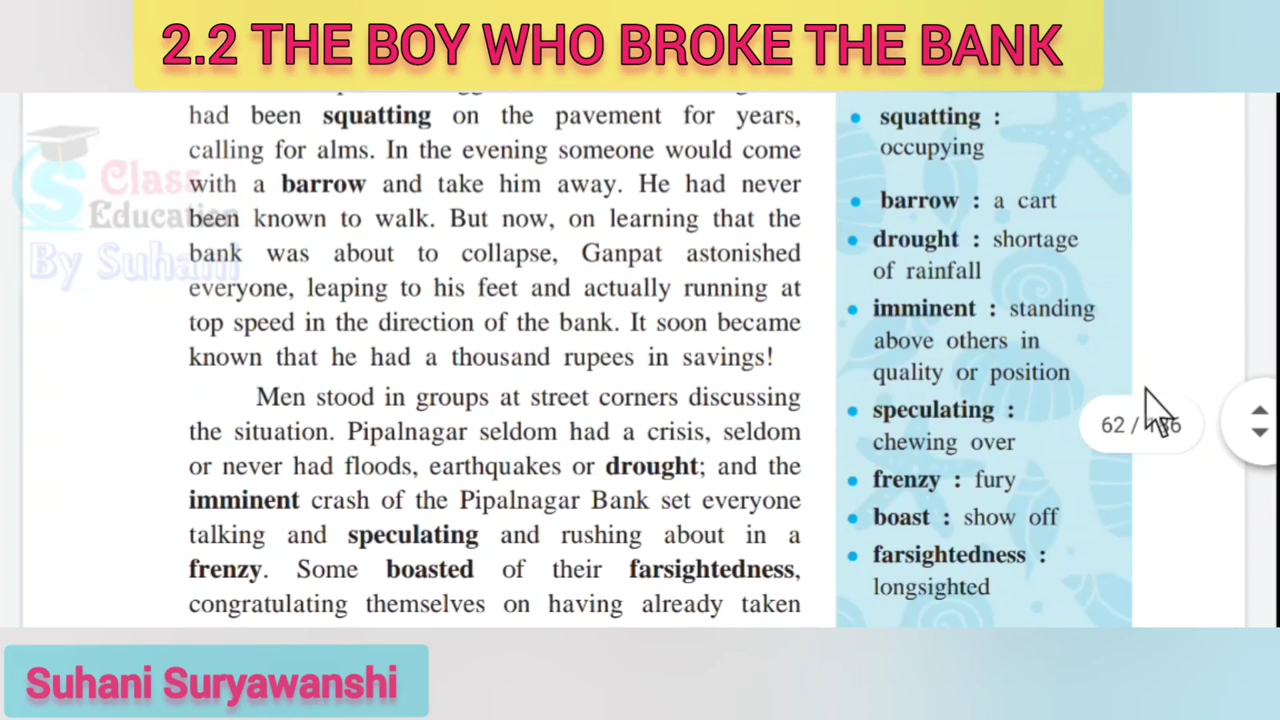 2.2 THE BOY WHO BROKE THE BANK
had been squatting on the pavement for years,
calling for alms. In the evening someone would come
with a barrow and take him away. He had never
been known to walk. But now, on learning that the
bank was about to collapse, Ganpat astonished
everyone, leaping to his feet and actually running at
top speed in the direction of the bank. It soon became
known that he had a thousand rupees in savings!
Men stood in groups at street corners discussing
the situation. Pipalnagar seldom had a crisis, seldom
or never had floods, earthquakes or drought; and the
imminent crash of the Pipalnagar Bank set everyone
talking and speculating and rushing about in a
frenzy. Some boasted of their farsightedness,
congratulating themselves on having already taken
• squatting :
occupying
• barrow : a cart
• drought : shortage
of rainfall
• imminent : standing
above others in
quality or position
• speculating :
chewing over
• frenzy : fury
• boast : show off
• farsightedness :
longsighted
62 /
S Class
Education
By Suhani
Suhani Suryawanshi